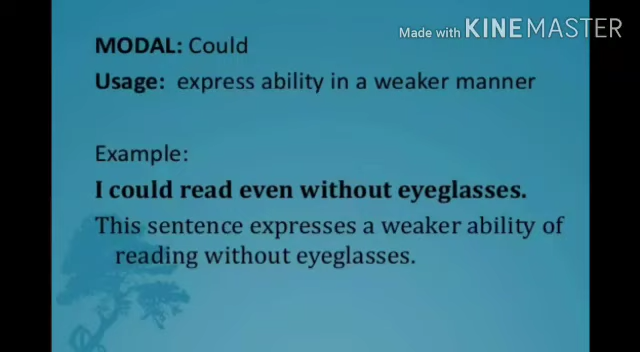 Made with KINEMASTER
MODAL: Could
Usage: express ability in a weaker manner
Example:
I could read even without eyeglasses.
This sentence expresses a weaker ability of
reading without eyeglasses.